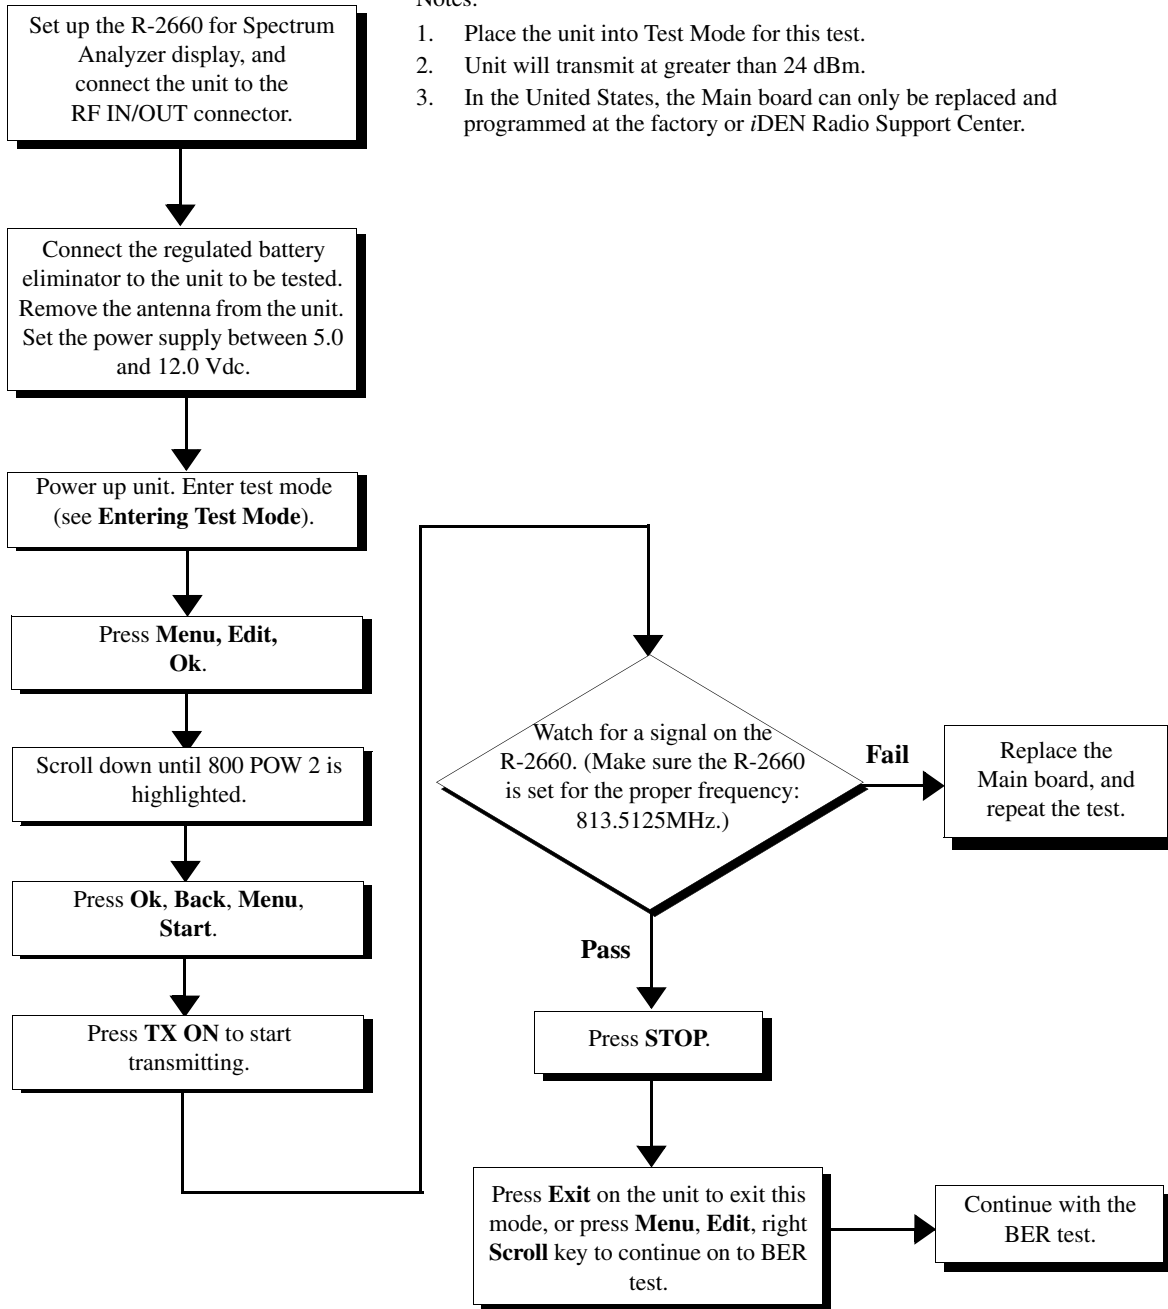 Notes:
1. Place the unit into Test Mode for this test.
2. Unit will transmit at greater than 24 dBm.
3. In the United States, the Main board can only be replaced and
programmed at the factory or iDEN Radio Support Center.
Set up the R-2660 for Spectrum
Analyzer display, and
connect the unit to the
RF IN/OUT connector.
Connect the regulated battery
eliminator to the unit to be tested.
Remove the antenna from the unit.
Set the power supply between 5.0
and 12.0 Vdc.
Power up unit. Enter test mode
(see Entering Test Mode).
Press Menu, Edit,
Ok.
Scroll down until 800 POW 2 is
highlighted.
Press Ok, Back, Menu,
Start.
Press TX ON to start
transmitting.
Watch for a signal on the
R-2660. (Make sure the R-2660
is set for the proper frequency:
813.5125MHz.)
Fail
Replace the
Main board, and
repeat the test.
Pass
Press STOP.
Press Exit on the unit to exit this
mode, or press Menu, Edit, right
Scroll key to continue on to BER
test.
Continue with the
BER test.